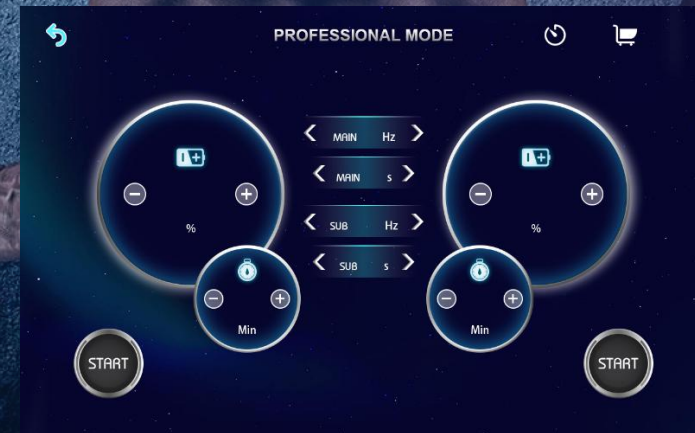 PROFESSIONAL MODE
MAIN Hz
MAIN s
SUB Hz
SUB s
%
%
Min
Min
START
START